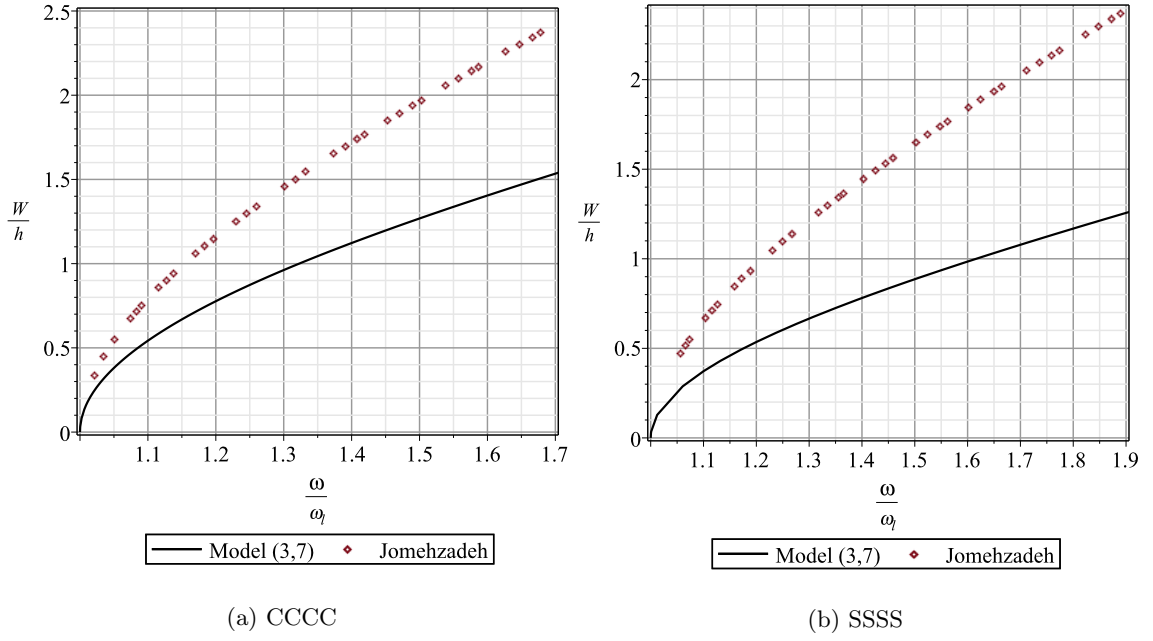 2.5
2
1.5
W
h
1
0.5
0
1.1 1.2 1.3 1.4 1.5 1.6 1.7
ω
ω_l
Model (3,7) Jomehzadeh
(a) CCCC
2
1.5
W
h
1
0.5
0
1.1 1.2 1.3 1.4 1.5 1.6 1.7 1.8 1.9
ω
ω_l
Model (3,7) Jomehzadeh
(b) SSSS